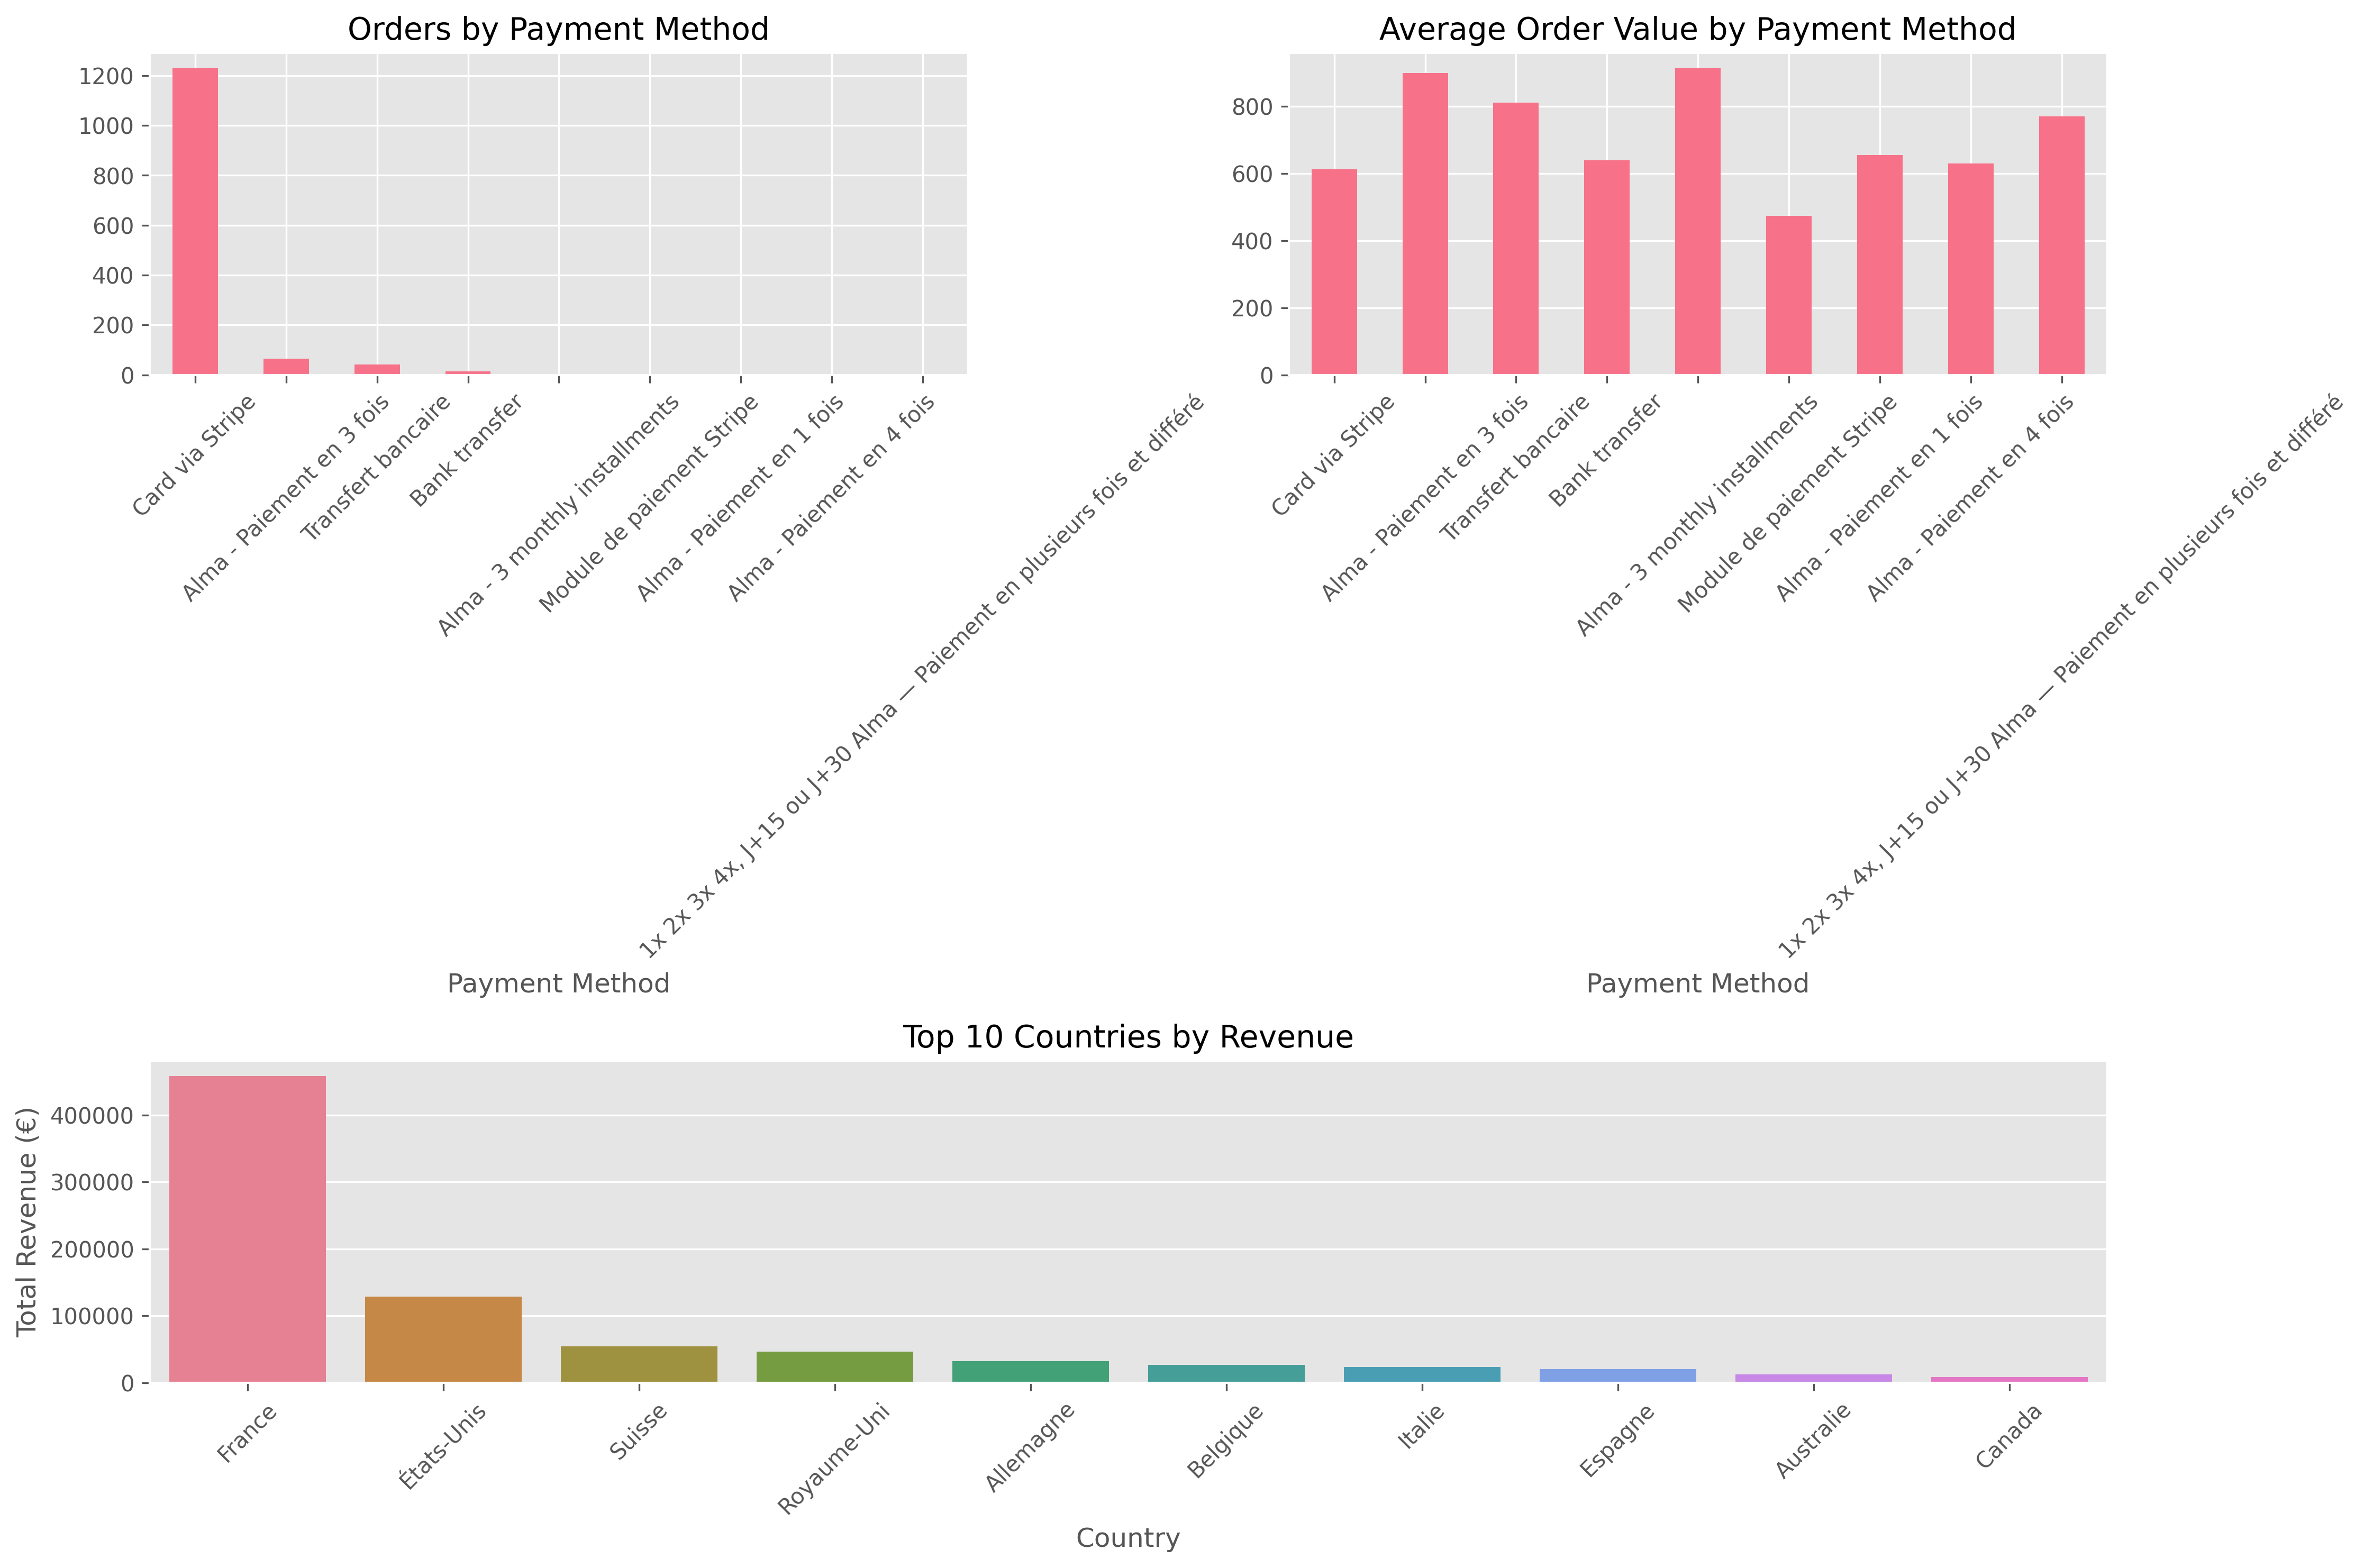 Orders by Payment Method
1200
1000
800
600
400
200
0
Card via Stripe
Alma - Paiement en 3 fois
Transfert bancaire
Bank transfer
Alma - 3 monthly installments
Module de paiement Stripe
Alma - Paiement en 1 fois
Alma - Paiement en 4 fois
1x 2x 3x 4x, J+15 ou J+30 Alma — Paiement en plusieurs fois et différé
Payment Method
Average Order Value by Payment Method
800
600
400
200
0
Card via Stripe
Alma - Paiement en 3 fois
Transfert bancaire
Bank transfer
Alma - 3 monthly installments
Module de paiement Stripe
Alma - Paiement en 1 fois
Alma - Paiement en 4 fois
1x 2x 3x 4x, J+15 ou J+30 Alma — Paiement en plusieurs fois et différé
Payment Method
Top 10 Countries by Revenue
Total Revenue (€)
400000
300000
200000
100000
0
France
États-Unis
Suisse
Royaume-Uni
Allemagne
Belgique
Italie
Espagne
Australie
Canada
Country